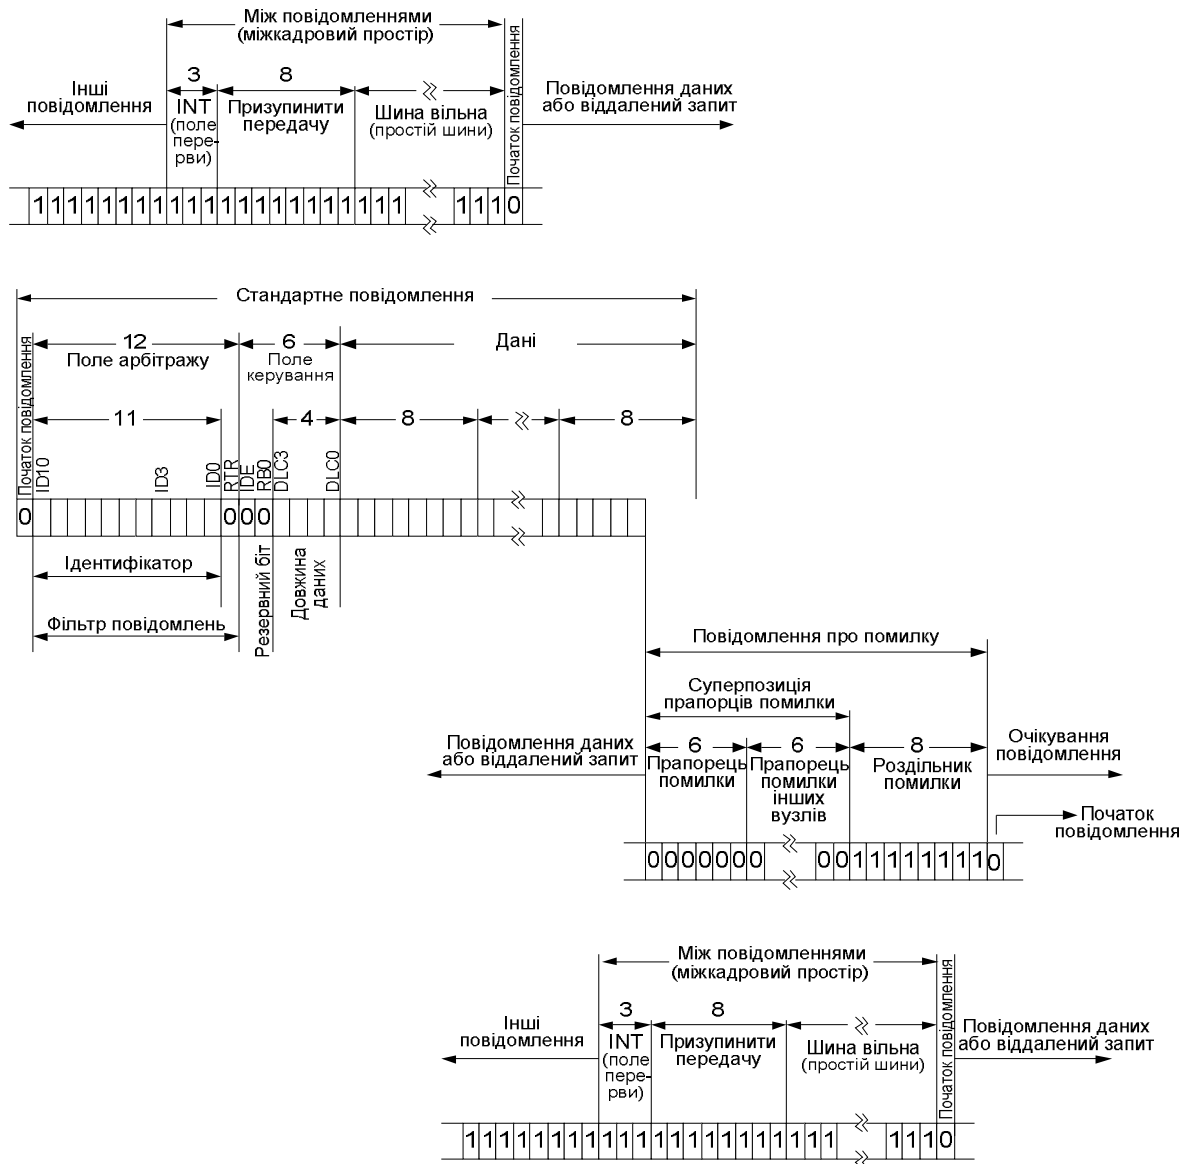 Між повідомленнями
(міжкадровий простір)
3
8
Інші
повідомлення
INT
(поле
пере-
рви)
Призупинити
передачу
Шина вільна
(простій шини)
Початок повідомлення
Повідомлення даних
або віддалений запит
1 1 1 1 1 1 1 1 1 1 1 1 1 1 1 1 1 1 1 1 1 1 1 1 1 0
Стандартне повідомлення
12
Поле арбітражу
6
Поле
керування
Дані
Початок повідомлення
11
4
8
8
ID10
ID3
ID0
RTR
IDE
RB0
DLC3
DLC0
0 0 0 0
Ідентифікатор
Фільтр повідомлень
Резервний біт
Довжина
даних
Повідомлення про помилку
Суперпозиція
прапорців помилки
Повідомлення даних
або віддалений запит
6
Прапорець
помилки
6
Прапорець
помилки
інших
вузлів
8
Роздільник
помилки
Очікування
повідомлення
Початок
повідомлення
0 0 0 0 0 0 0 0 0 1 1 1 1 1 1 1 1 0
Між повідомленнями
(міжкадровий простір)
3
8
Інші
повідомлення
INT
(поле
пере-
рви)
Призупинити
передачу
Шина вільна
(простій шини)
Початок повідомлення
Повідомлення даних
або віддалений запит
1 1 1 1 1 1 1 1 1 1 1 1 1 1 1 1 1 1 1 1 1 1 1 1 1 0